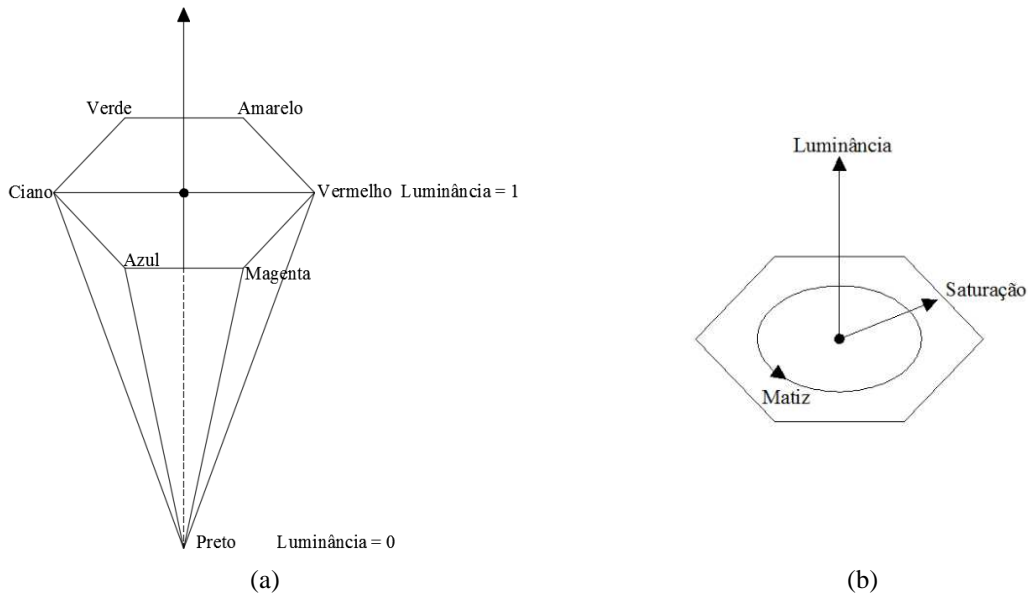 Verde Amarelo
Ciano Vermelho Luminância = 1
Azul Magenta
Preto Luminância = 0
(a)
Luminância
Saturação
Matiz
(b)